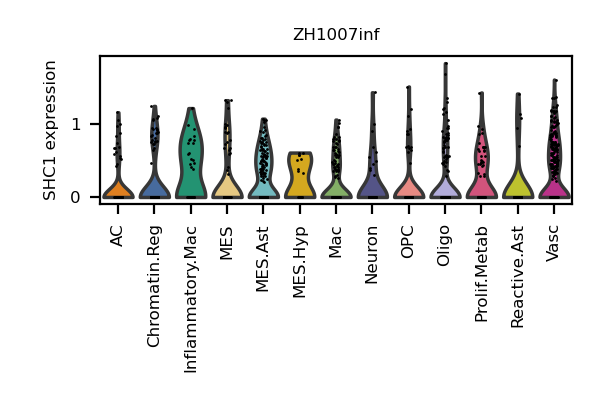 ZH1007inf
SHC1 expression
1
0
AC
Chromatin.Reg
Inflammatory.Mac
MES
MES.Ast
MES.Hyp
Mac
Neuron
OPC
Oligo
Prolif.Metab
Reactive.Ast
Vasc